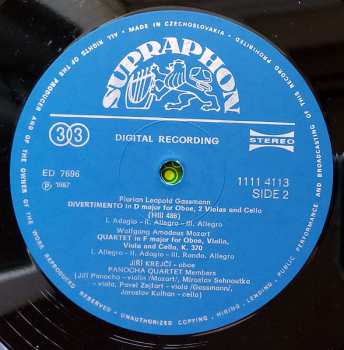 MADE IN CZECHOSLOVAKIA
ALL RIGHTS OF THE PRODUCER AND OF THE OWNER OF THE WORK REPRODUCED RESERVED · UNAUTHORIZED COPYING · HIRING · LENDING · PUBLIC PERFORMANCE AND BROADCASTING OF THIS RECORD PROHIBITED
SUPRAPHON
33
DIGITAL RECORDING
STEREO
ED 7696
℗ 1987
1111 4113
SIDE 2
Florian Leopold Gassmann
DIVERTIMENTO in D major for Oboe, 2 Violas and Cello
I. Adagio - II. Allegro - III. Allegro
Wolfgang Amadeus Mozart
QUARTET in F major for Oboe, Violin,
Viola and Cello, K. 370
I. Allegro - II. Adagio - III. Rondo. Allegro
JIŘÍ KREJČÍ - oboe
PANOCHA QUARTET Members
(Jiří Panocha - violin /Mozart/, Miroslav Sehnoutka
- viola, Pavel Zejfart - viola /Gassmann/,
Jaroslav Kulhan - cello)